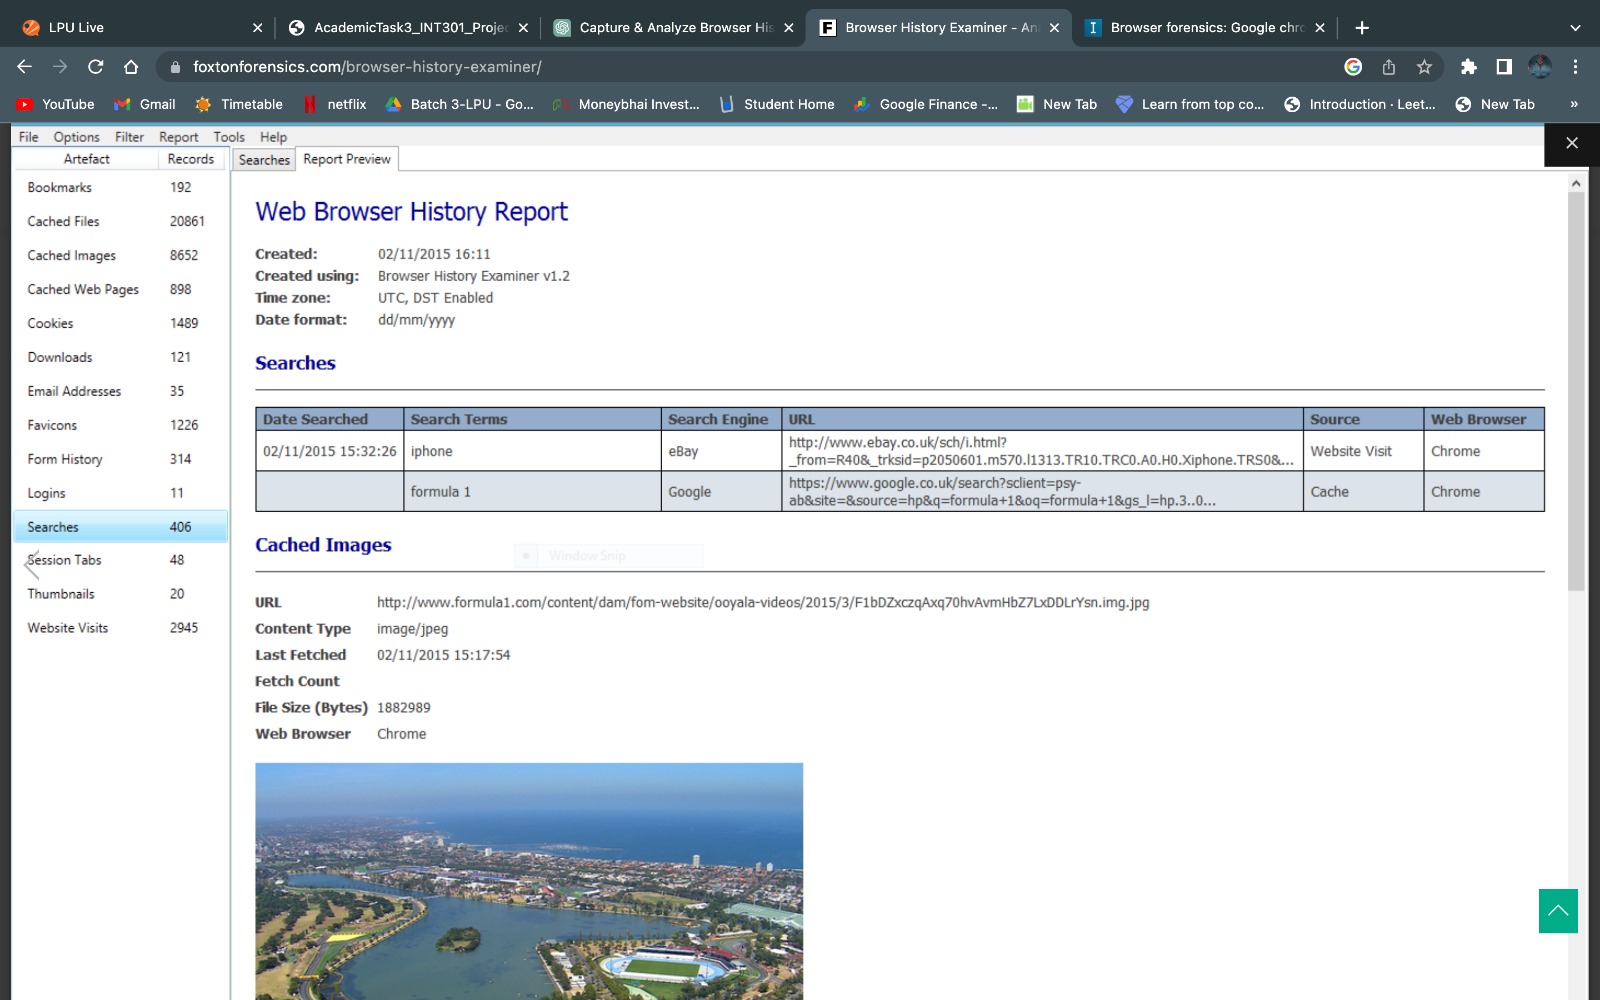 LPU Live
AcademicTask3_INT301_Proje
Capture & Analyze Browser His
Browser History Examiner – An
Browser forensics: Google chro
foxtonforensics.com/browser-history-examiner/
YouTube Gmail Timetable netflix Batch 3-LPU - Go... Moneybhai Invest... Student Home Google Finance -... New Tab Learn from top co... Introduction · Leet... New Tab »
File Options Filter Report Tools Help
Artefact Records
Searches Report Preview
Bookmarks 192
Cached Files 20861
Cached Images 8652
Cached Web Pages 898
Cookies 1489
Downloads 121
Email Addresses 35
Favicons 1226
Form History 314
Logins 11
Searches 406
Session Tabs 48
Thumbnails 20
Website Visits 2945
Web Browser History Report
Created: 02/11/2015 16:11
Created using: Browser History Examiner v1.2
Time zone: UTC, DST Enabled
Date format: dd/mm/yyyy
Searches
Date Searched Search Terms Search Engine URL Source Web Browser
02/11/2015 15:32:26 iphone eBay http://www.ebay.co.uk/sch/i.html?
_from=R40&_trksid=p2050601.m570.l1313.TR10.TRC0.A0.H0.Xiphone.TRS0&... Website Visit Chrome
formula 1 Google https://www.google.co.uk/search?sclient=psy-
ab&site=&source=hp&q=formula+1&oq=formula+1&gs_l=hp.3..0... Cache Chrome
Cached Images
Window Snip
URL http://www.formula1.com/content/dam/fom-website/ooyala-videos/2015/3/F1bDZxczqAxq70hvAvmHbZ7LxDDLrYsn.img.jpg
Content Type image/jpeg
Last Fetched 02/11/2015 15:17:54
Fetch Count
File Size (Bytes) 1882989
Web Browser Chrome